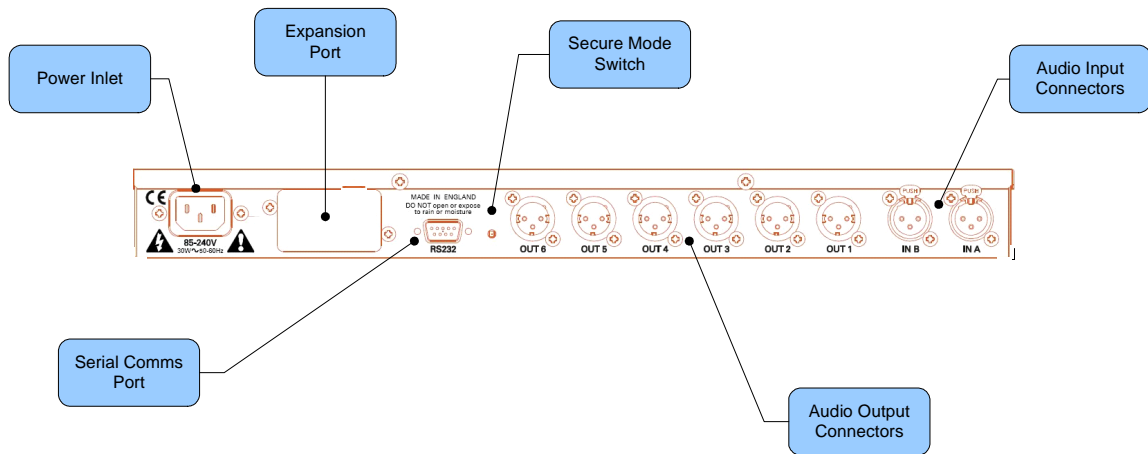 Expansion
Port
Secure Mode
Switch
Power Inlet
Audio Input
Connectors
CE
MADE IN ENGLAND
DO NOT open or expose
to rain or moisture
PUSH
PUSH
85-240V
30W~50-60Hz
RS232
OUT 6
OUT 5
OUT 4
OUT 3
OUT 2
OUT 1
IN B
IN A
Serial Comms
Port
Audio Output
Connectors